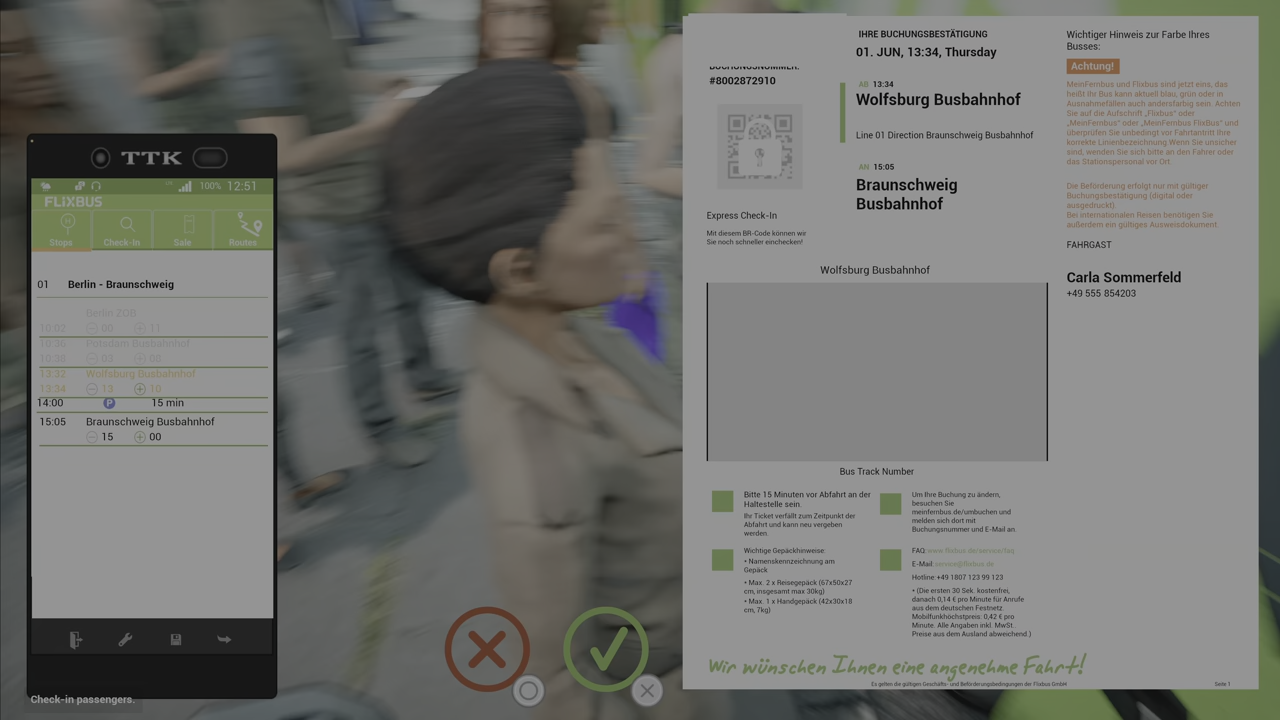 TTK
100% 12:51
FLiXBUS
Stops
Check-In
Sale
Routes
01 Berlin - Braunschweig
Berlin ZOB
10:02 00 11
10:36 Potsdam Busbahnhof
10:38 03 00
13:32 Wolfsburg Busbahnhof
13:34 13 10
14:00 P 15 min
15:05 Braunschweig Busbahnhof
15 00
Check-in passengers.
BUCHUNGSNUMMER:
#8002872910
Express Check-In
Mit diesem BR-Code können wir
Sie noch schneller einchecken!
IHRE BUCHUNGSBESTÄTIGUNG
01. JUN, 13:34, Thursday
AB 13:34
Wolfsburg Busbahnhof
Line 01 Direction Braunschweig Busbahnhof
AN 15:05
Braunschweig
Busbahnhof
Wolfsburg Busbahnhof
Bus Track Number
Bitte 15 Minuten vor Abfahrt an der
Haltestelle sein.
Ihr Ticket verfällt zum Zeitpunkt der
Abfahrt und kann neu vergeben
werden.
Wichtige Gepäckhinweise:
• Namenskennzeichnung am
Gepäck
• Max. 2 x Reisegepäck (67x50x27
cm, insgesamt max 30kg)
• Max. 1 x Handgepäck (42x30x18
cm, 7kg)
Um Ihre Buchung zu ändern,
besuchen Sie
meinfernbus.de/umbuchen und
melden sich dort mit
Buchungsnummer und E-Mail an.
FAQ: www.flixbus.de/service/faq
E-Mail: service@flixbus.de
Hotline: +49 1807 123 99 123
• (Die ersten 30 Sek. kostenfrei,
danach 0,14 € pro Minute für Anrufe
aus dem deutschen Festnetz.
Mobilfunkhöchstpreis: 0,42 € pro
Minute. Alle Angaben inkl. MwSt..
Preise aus dem Ausland abweichend.)
Wichtiger Hinweis zur Farbe Ihres
Busses:
Achtung!
MeinFernbus und Flixbus sind jetzt eins, das
heißt Ihr Bus kann aktuell blau, grün oder in
Ausnahmefällen auch andersfarbig sein. Achten
Sie auf die Aufschrift „Flixbus“ oder
„MeinFernbus“ oder „MeinFernbus FlixBus“ und
überprüfen Sie unbedingt vor Fahrtantritt Ihre
korrekte Linienbezeichnung.Wenn Sie unsicher
sind, wenden Sie sich bitte an den Fahrer oder
das Stationspersonal vor Ort.
Die Beförderung erfolgt nur mit gültiger
Buchungsbestätigung (digital oder
ausgedruckt).
Bei internationalen Reisen benötigen Sie
außerdem ein gültiges Ausweisdokument.
FAHRGAST
Carla Sommerfeld
+49 555 854203
Wir wünschen Ihnen eine angenehme Fahrt!
Es gelten die gültigen Geschäfts- und Beförderungsbedingungen der Flixbus GmbH
Seite 1